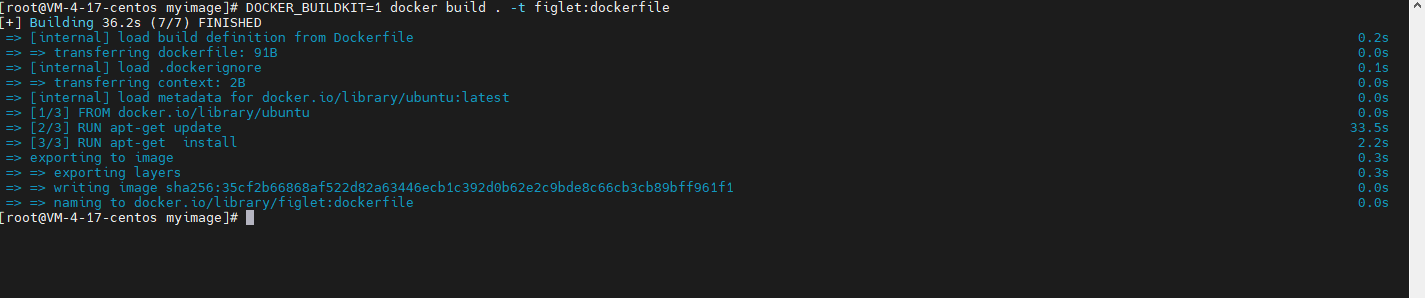 [root@VM-4-17-centos myimage]# DOCKER_BUILDKIT=1 docker build . -t figlet:dockerfile
[+] Building 36.2s (7/7) FINISHED
=> [internal] load build definition from Dockerfile 0.2s
=> => transferring dockerfile: 91B 0.0s
=> [internal] load .dockerignore 0.1s
=> => transferring context: 2B 0.0s
=> [internal] load metadata for docker.io/library/ubuntu:latest 0.0s
=> [1/3] FROM docker.io/library/ubuntu 0.0s
=> [2/3] RUN apt-get update 33.5s
=> [3/3] RUN apt-get  install 2.2s
=> exporting to image 0.3s
=> => exporting layers 0.3s
=> => writing image sha256:35cf2b66868af522d82a63446ecb1c392d0b62e2c9bde8c66cb3cb89bff961f1 0.0s
=> => naming to docker.io/library/figlet:dockerfile 0.0s
[root@VM-4-17-centos myimage]#